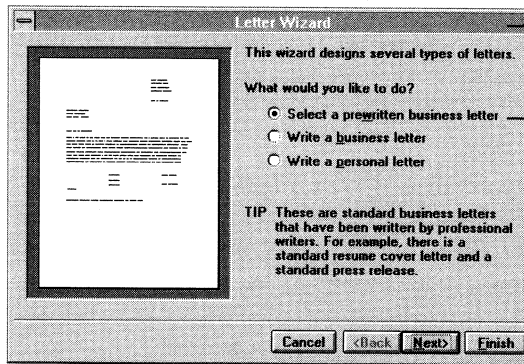 Letter Wizard
This wizard designs several types of letters.
What would you like to do?
Select a prewritten business letter
Write a business letter
Write a personal letter
TIP These are standard business letters
that have been written by professional
writers. For example, there is a
standard resume cover letter and a
standard press release.
Cancel <Back Next> Finish